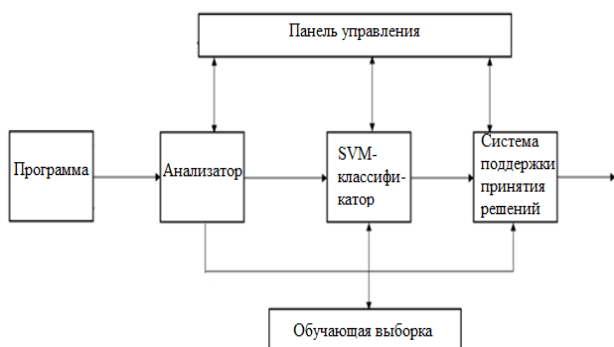 Панель управления
Программа
Анализатор
SVM-
классифи-
катор
Система
поддержки
принятия
решений
Обучающая выборка